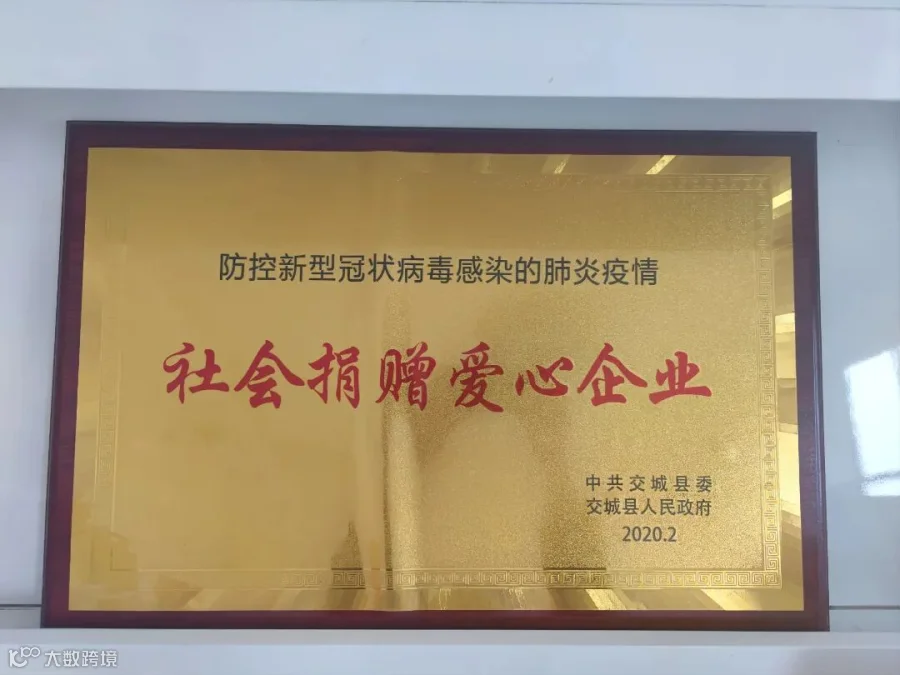 防控新型冠状病毒感染的肺炎疫情
社会捐赠爱心企业
中共交城县委
交城县人民政府
2020.2
大数跨境